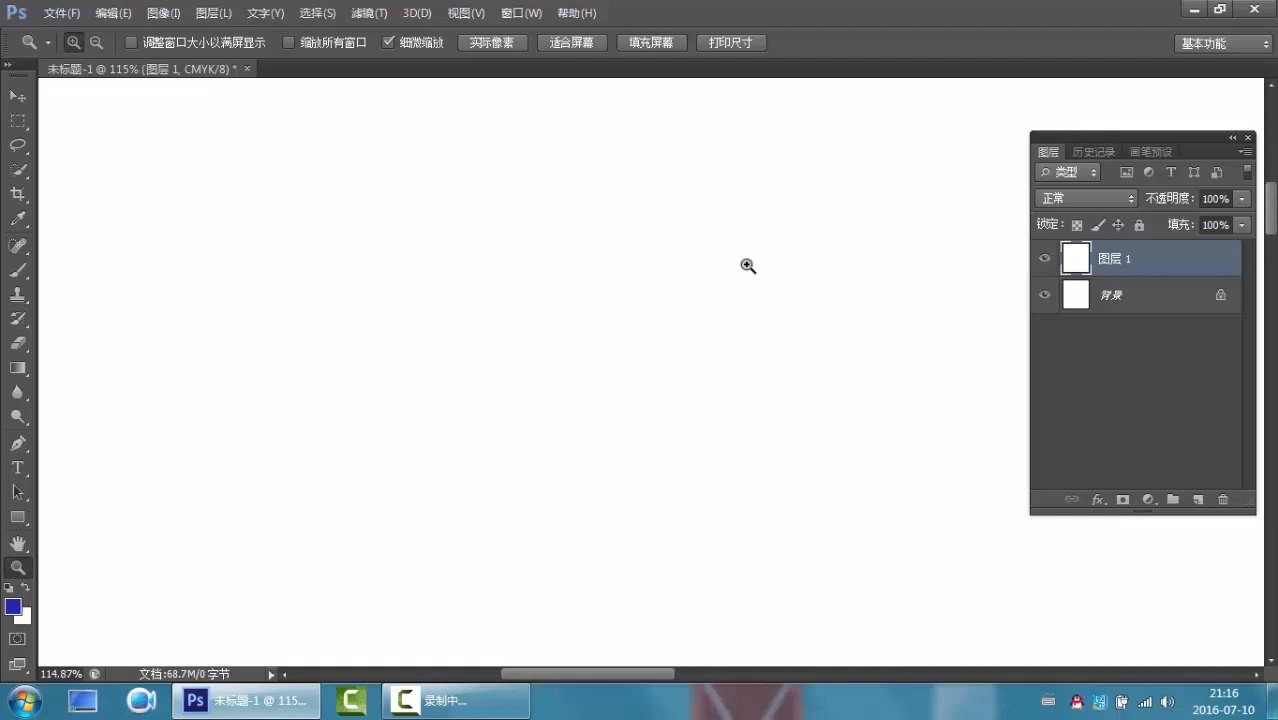 Ps 文件(F) 编辑(E) 图像(I) 图层(L) 文字(Y) 选择(S) 滤镜(T) 3D(D) 视图(V) 窗口(W) 帮助(H)
调整窗口大小以满屏显示 缩放所有窗口 细微缩放 实际像素 适合屏幕 填充屏幕 打印尺寸 基本功能
未标题-1 @ 115% (图层 1, CMYK/8) *
图层 历史记录 画笔预设
类型
正常 不透明度: 100%
锁定: 填充: 100%
图层 1
背景
fx
114.87% 文档:68.7M/0 字节
Ps 未标题-1 @ 115... 录制中...
21:16
2016-07-10